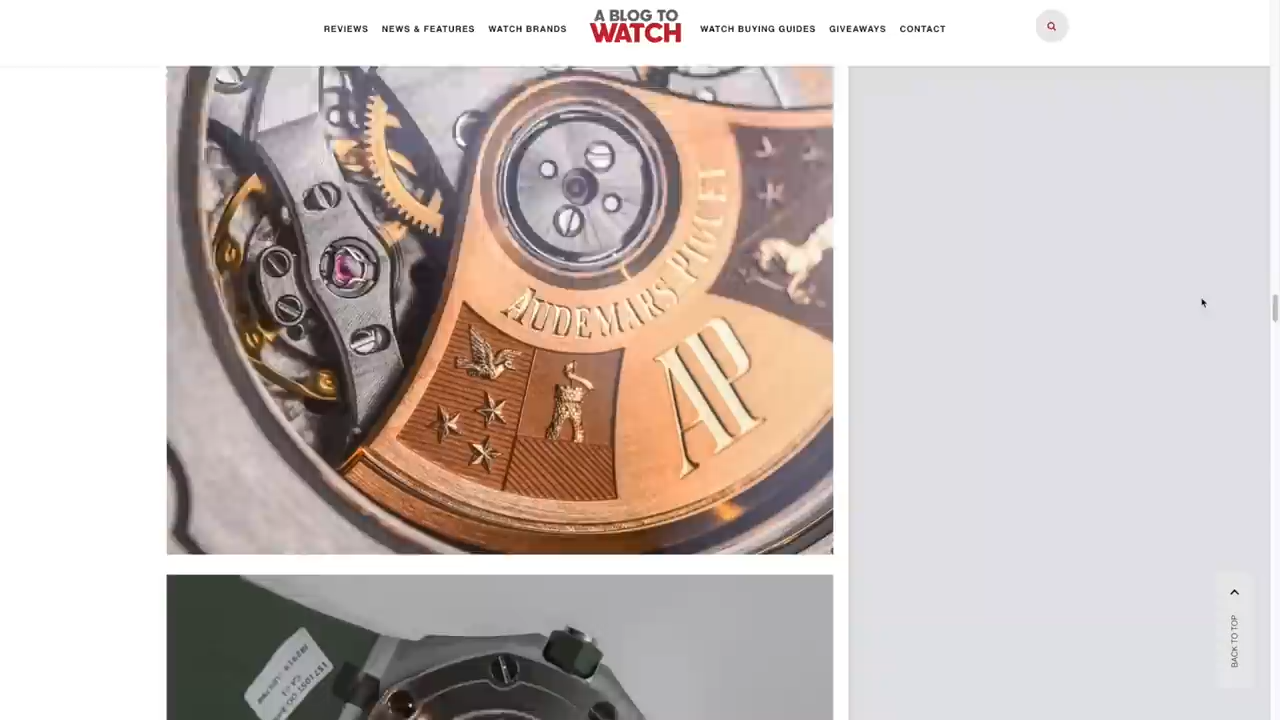 REVIEWS NEWS & FEATURES WATCH BRANDS A BLOG TO WATCH WATCH BUYING GUIDES GIVEAWAYS CONTACT
AUDEMARS PIGUET
AP
BACK TO TOP